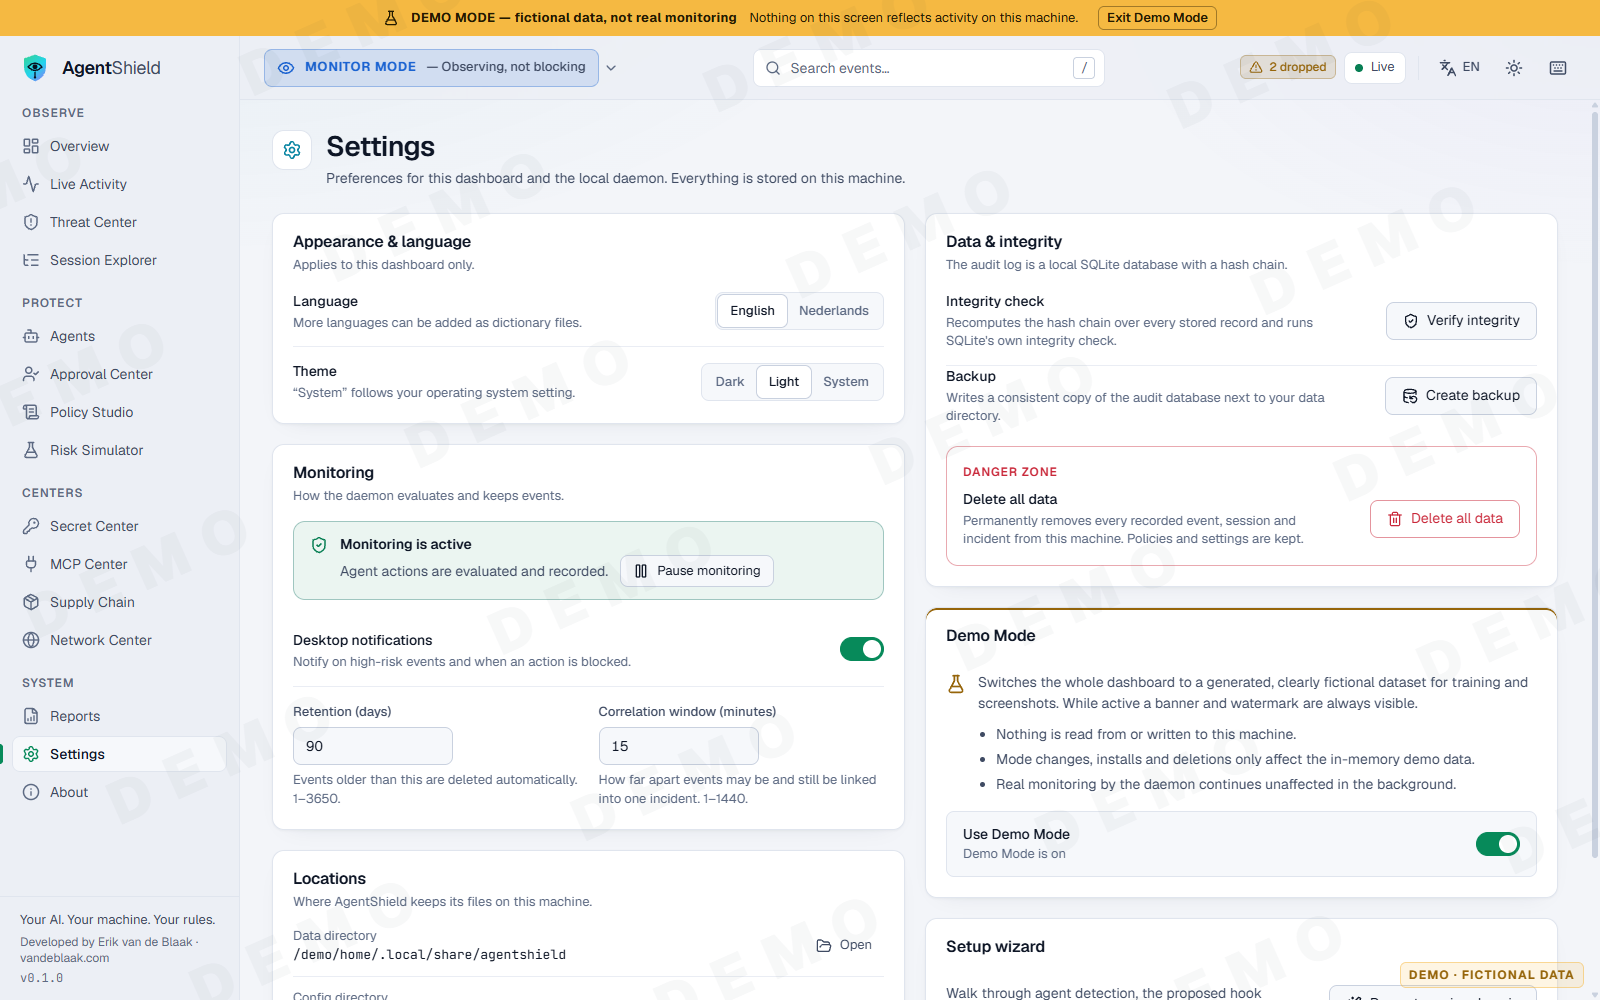 DEMO MODE — fictional data, not real monitoring Nothing on this screen reflects activity on this machine. Exit Demo Mode
AgentShield
MONITOR MODE — Observing, not blocking
Search events…
/
2 dropped
Live
EN
OBSERVE
Overview
Live Activity
Threat Center
Session Explorer
PROTECT
Agents
Approval Center
Policy Studio
Risk Simulator
CENTERS
Secret Center
MCP Center
Supply Chain
Network Center
SYSTEM
Reports
Settings
About
Your AI. Your machine. Your rules.
Developed by Erik van de Blaak ·
vandeblaak.com
v0.1.0
Settings
Preferences for this dashboard and the local daemon. Everything is stored on this machine.
Appearance & language
Applies to this dashboard only.
Language
More languages can be added as dictionary files.
English Nederlands
Theme
“System” follows your operating system setting.
Dark Light System
Monitoring
How the daemon evaluates and keeps events.
Monitoring is active
Agent actions are evaluated and recorded. Pause monitoring
Desktop notifications
Notify on high-risk events and when an action is blocked.
Retention (days)
90
Events older than this are deleted automatically.
1–3650.
Correlation window (minutes)
15
How far apart events may be and still be linked
into one incident. 1–1440.
Locations
Where AgentShield keeps its files on this machine.
Data directory
/demo/home/.local/share/agentshield
Open
Config directory
Data & integrity
The audit log is a local SQLite database with a hash chain.
Integrity check
Recomputes the hash chain over every stored record and runs
SQLite's own integrity check.
Verify integrity
Backup
Writes a consistent copy of the audit database next to your data
directory.
Create backup
DANGER ZONE
Delete all data
Permanently removes every recorded event, session and
incident from this machine. Policies and settings are kept.
Delete all data
Demo Mode
Switches the whole dashboard to a generated, clearly fictional dataset for training and
screenshots. While active a banner and watermark are always visible.
• Nothing is read from or written to this machine.
• Mode changes, installs and deletions only affect the in-memory demo data.
• Real monitoring by the daemon continues unaffected in the background.
Use Demo Mode
Demo Mode is on
Setup wizard
Walk through agent detection, the proposed hook
DEMO · FICTIONAL DATA